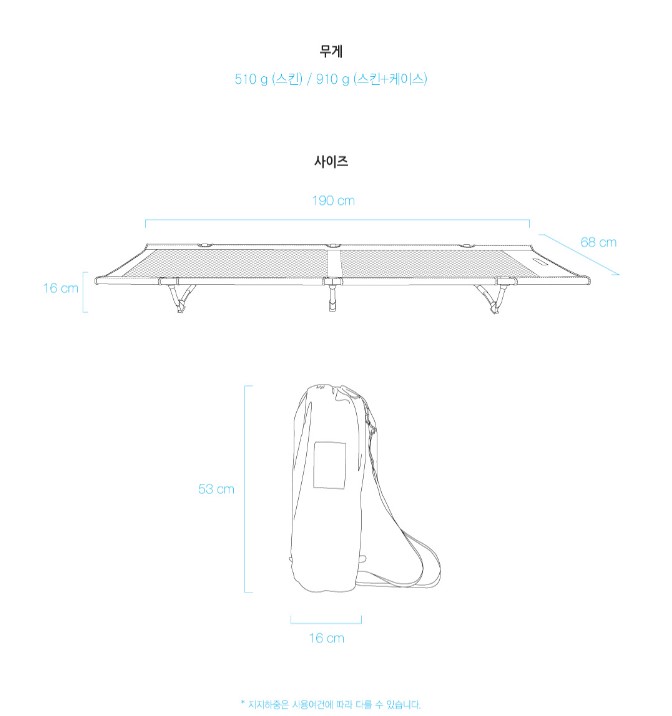 무게
510 g (스킨) / 910 g (스킨+케이스)
사이즈
190 cm
68 cm
16 cm
53 cm
16 cm
* 지지하중은 사용여건에 따라 다를 수 있습니다.